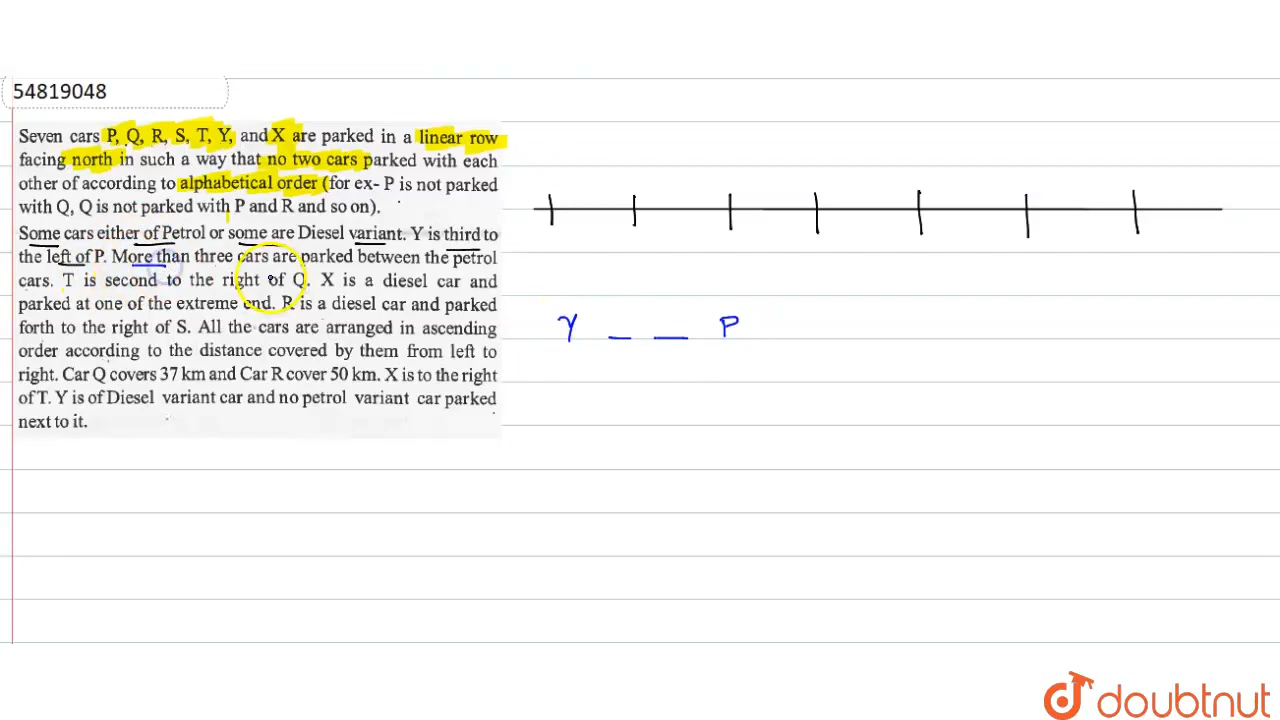 54819048
Seven cars P, Q, R, S, T, Y, and X are parked in a linear row
facing north in such a way that no two cars parked with each
other of according to alphabetical order (for ex- P is not parked
with Q, Q is not parked with P and R and so on).
Some cars either of Petrol or some are Diesel variant. Y is third to
the left of P. More than three cars are parked between the petrol
cars. T is second to the right of Q. X is a diesel car and
parked at one of the extreme end. R is a diesel car and parked
forth to the right of S. All the cars are arranged in ascending
order according to the distance covered by them from left to
right. Car Q covers 37 km and Car R cover 50 km. X is to the right
of T. Y is of Diesel variant car and no petrol variant car parked
next to it.
Y _ _ P
doubtnut